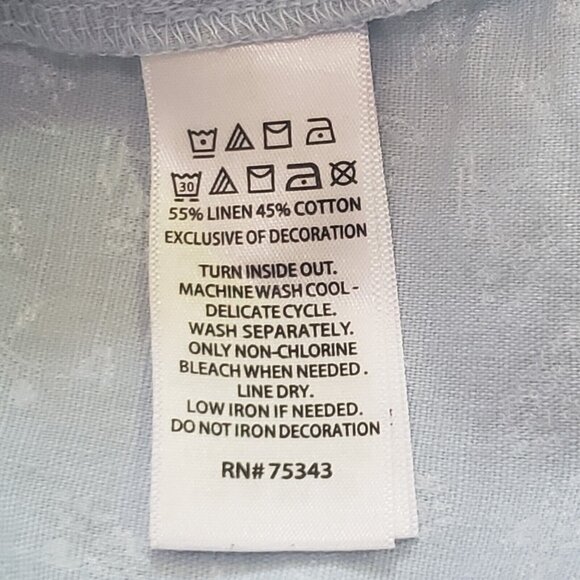 30
55% LINEN 45% COTTON
EXCLUSIVE OF DECORATION
TURN INSIDE OUT.
MACHINE WASH COOL -
DELICATE CYCLE.
WASH SEPARATELY.
ONLY NON-CHLORINE
BLEACH WHEN NEEDED.
LINE DRY.
LOW IRON IF NEEDED.
DO NOT IRON DECORATION
RN# 75343